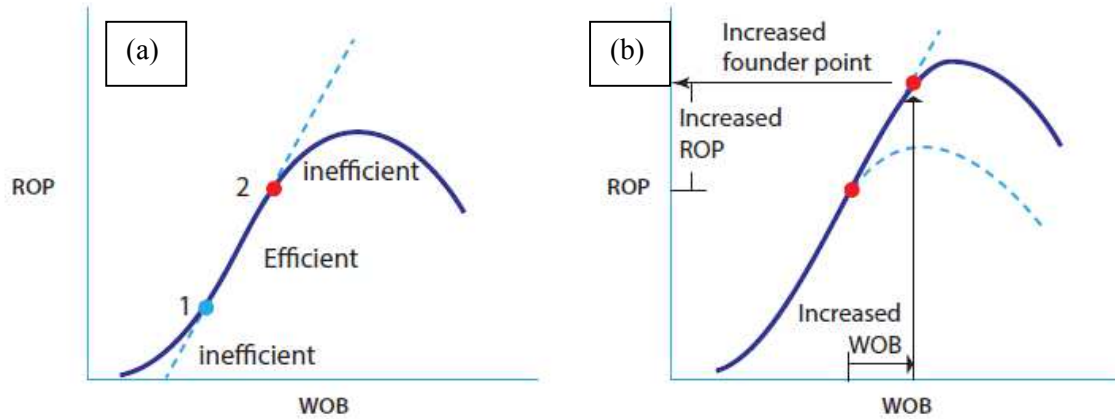 (a)
ROP
2
inefficient
Efficient
1
inefficient
WOB
(b)
Increased
founder point
Increased
ROP
ROP
Increased
WOB
WOB